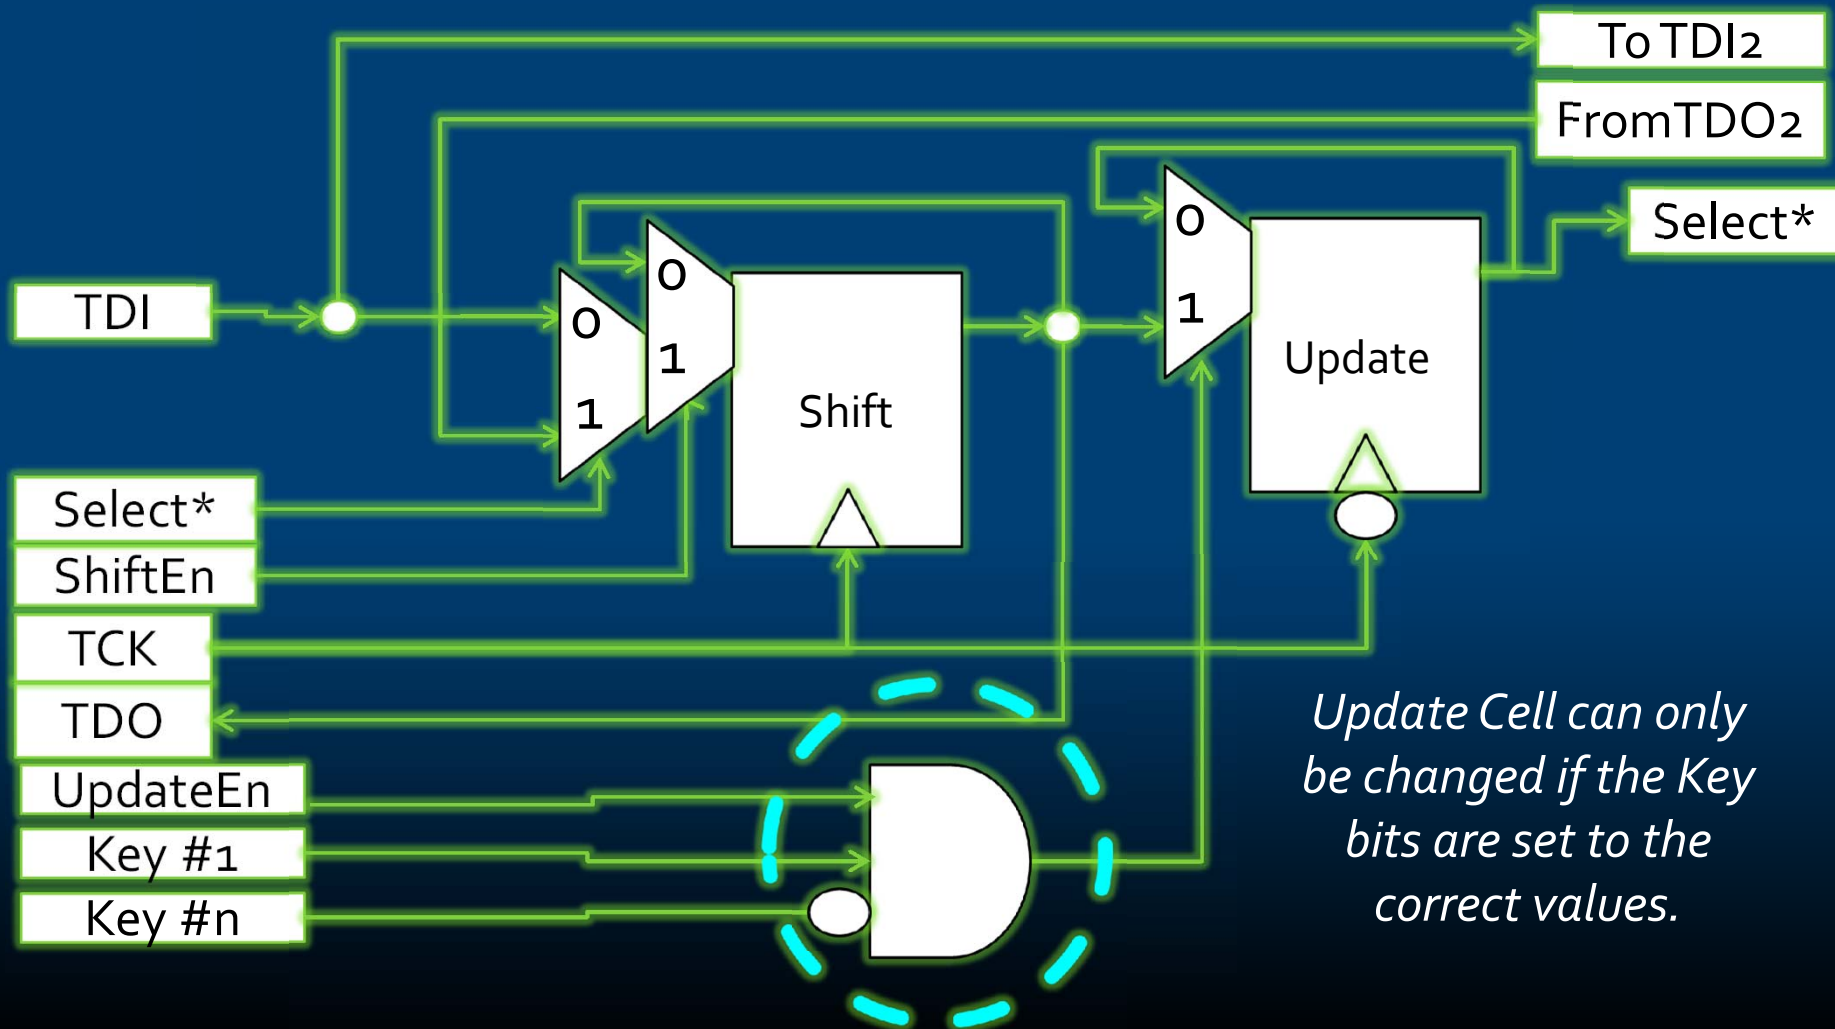 To TDI2
FromTDO2
Select*
TDI
0
1
0
1
Shift
0
1
Update
Select*
ShiftEn
TCK
TDO
UpdateEn
Key #1
Key #n
Update Cell can only
be changed if the Key
bits are set to the
correct values.